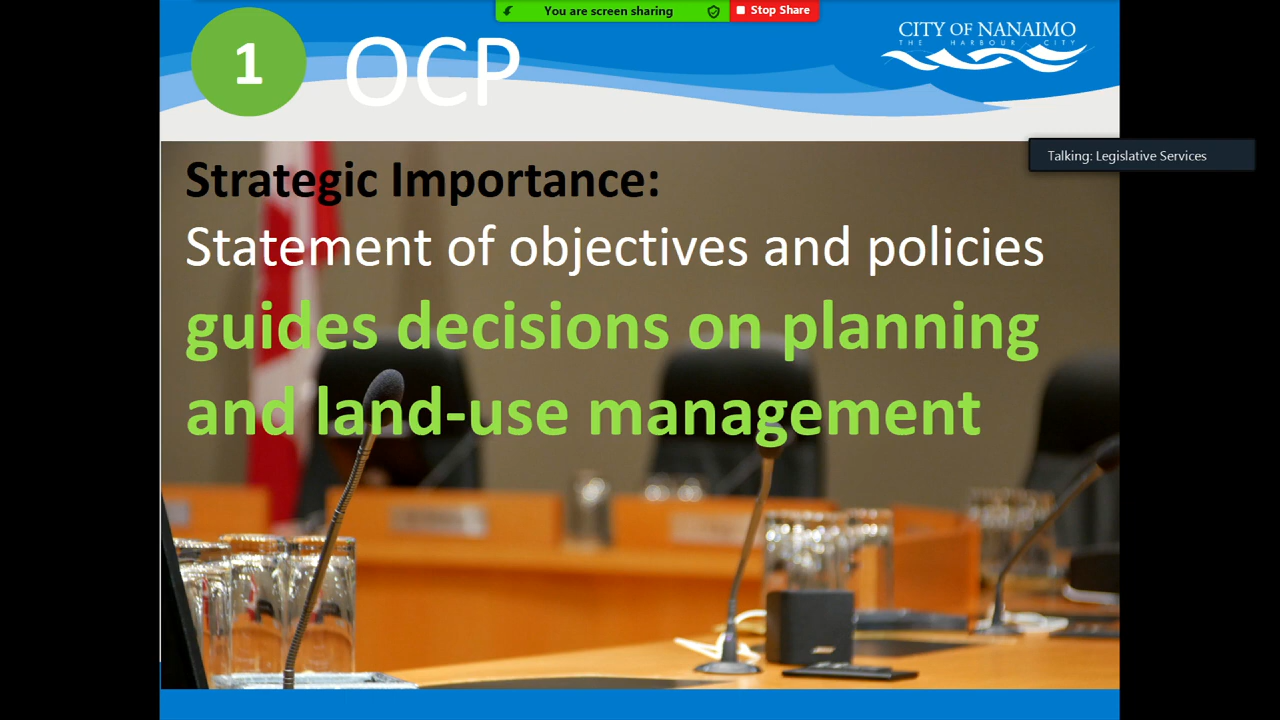 You are screen sharing
Stop Share
1
OCP
CITY OF NANAIMO
THE HARBOUR CITY
Talking: Legislative Services
Strategic Importance:
Statement of objectives and policies
guides decisions on planning
and land-use management